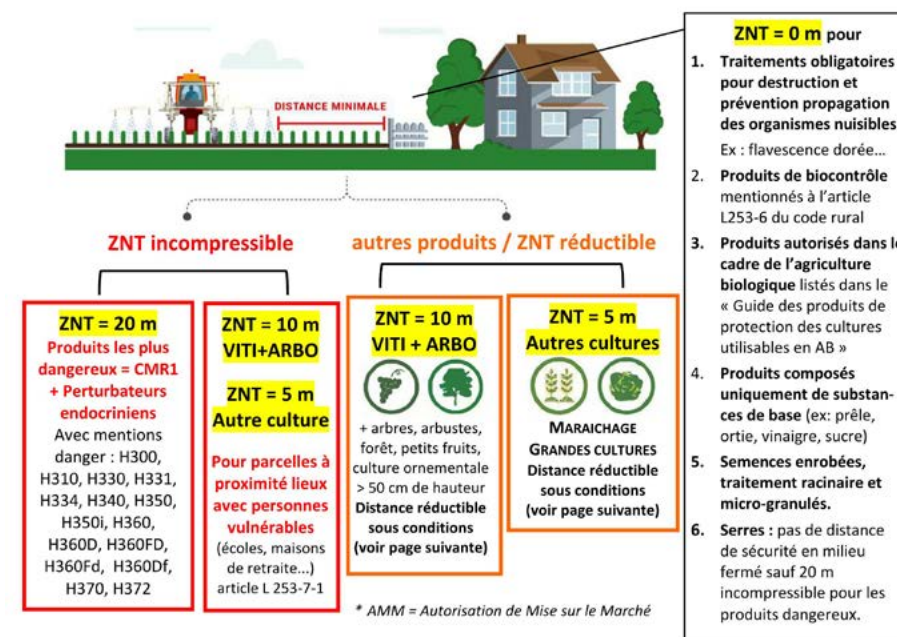 DISTANCE MINIMALE
ZNT incompressible
autres produits / ZNT réductible
ZNT = 20 m
Produits les plus
dangereux = CMR1
+ Perturbateurs
endocriniens
Avec mentions
danger : H300,
H310, H330, H331,
H334, H340, H350,
H350i, H360,
H360D, H360FD,
H360Fd, H360Df,
H370, H372
ZNT = 10 m
VITI+ARBO
ZNT = 5 m
Autre culture
Pour parcelles à
proximité lieux
avec personnes
vulnérables
(écoles, maisons
de retraite...)
article L 253-7-1
ZNT = 10 m
VITI + ARBO
+ arbres, arbustes,
forêt, petits fruits,
culture ornementale
> 50 cm de hauteur
Distance réductible
sous conditions
(voir page suivante)
ZNT = 5 m
Autres cultures
MARAICHAGE
GRANDES CULTURES
Distance réductible
sous conditions
(voir page suivante)
* AMM = Autorisation de Mise sur le Marché
ZNT = 0 m pour
1. Traitements obligatoires
pour destruction et
prévention propagation
des organismes nuisibles
Ex : flavescence dorée...
2. Produits de biocontrôle
mentionnés à l'article
L253-6 du code rural
3. Produits autorisés dans le
cadre de l'agriculture
biologique listés dans le
« Guide des produits de
protection des cultures
utilisables en AB »
4. Produits composés
uniquement de substan-
ces de base (ex: prêle,
ortie, vinaigre, sucre)
5. Semences enrobées,
traitement racinaire et
micro-granulés.
6. Serres : pas de distance
de sécurité en milieu
fermé sauf 20 m
incompressible pour les
produits dangereux.